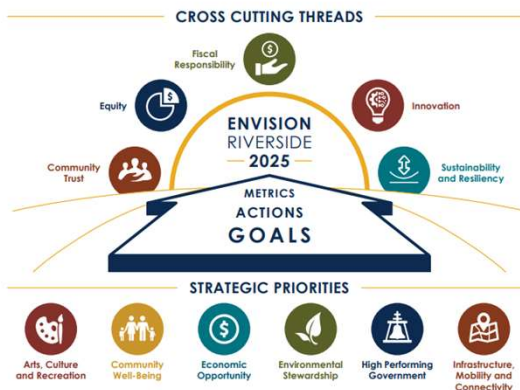 CROSS CUTTING THREADS
Fiscal
Responsibility
Equity
Innovation
Community
Trust
Sustainability
and Resiliency
ENVISION
RIVERSIDE
2025
METRICS
ACTIONS
GOALS
STRATEGIC PRIORITIES
Arts, Culture
and Recreation
Community
Well-Being
Economic
Opportunity
Environmental
Stewardship
High Performing
Government
Infrastructure,
Mobility and
Connectivity